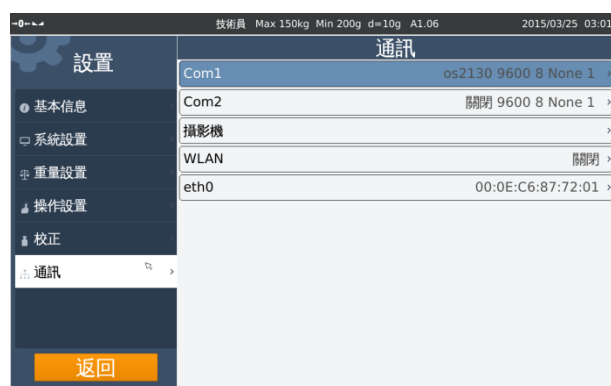 →0← 技術員 Max 150kg Min 200g d=10g A1.06 2015/03/25 03:01
設置
通訊
Com1 os2130 9600 8 None 1 ›
Com2 關閉 9600 8 None 1 ›
攝影機 ›
WLAN 關閉 ›
eth0 00:0E:C6:87:72:01 ›
基本信息
系統設置
重量設置
操作設置
校正
通訊 ›
返回